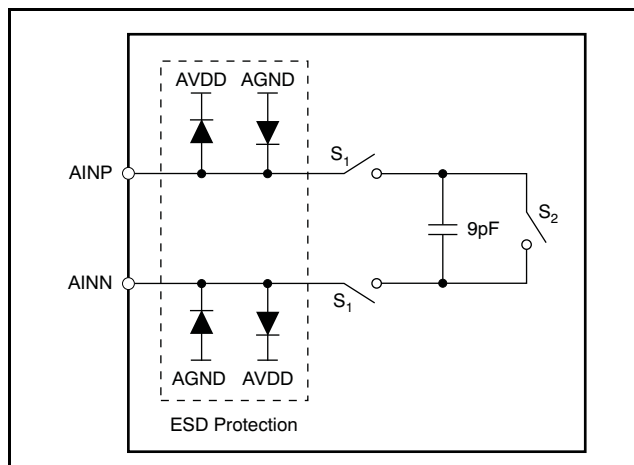 AVDD AGND
AINP
S1
S2
9pF
AINN
S1
AGND AVDD
ESD Protection